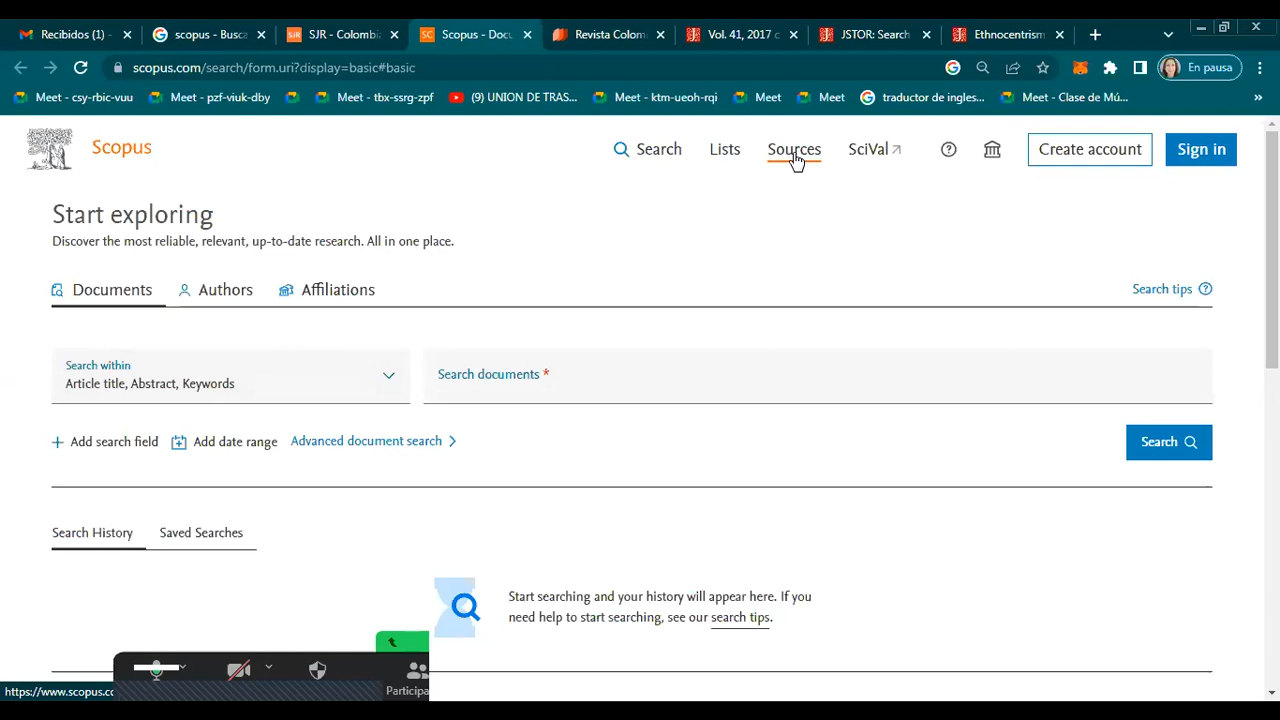 Recibidos (1) -
scopus - Busca
SJR - Colombi
Scopus - Docu
Revista Colom
Vol. 41, 2017 c
JSTOR: Search
Ethnocentrism
scopus.com/search/form.uri?display=basic#basic
En pausa
Meet - csy-rbic-vuu
Meet - pzf-viuk-dby
Meet - tbx-ssrg-zpf
(9) UNION DE TRAS...
Meet - ktm-ueoh-rqi
Meet
Meet
traductor de ingles...
Meet - Clase de Mú...
Scopus
Search
Lists
Sources
SciVal
Create account
Sign in
Start exploring
Discover the most reliable, relevant, up-to-date research. All in one place.
Documents
Authors
Affiliations
Search tips
Search within
Article title, Abstract, Keywords
Search documents *
Add search field
Add date range
Advanced document search
Search
Search History
Saved Searches
Start searching and your history will appear here. If you
need help to start searching, see our search tips.
Participa
https://www.scopus.co